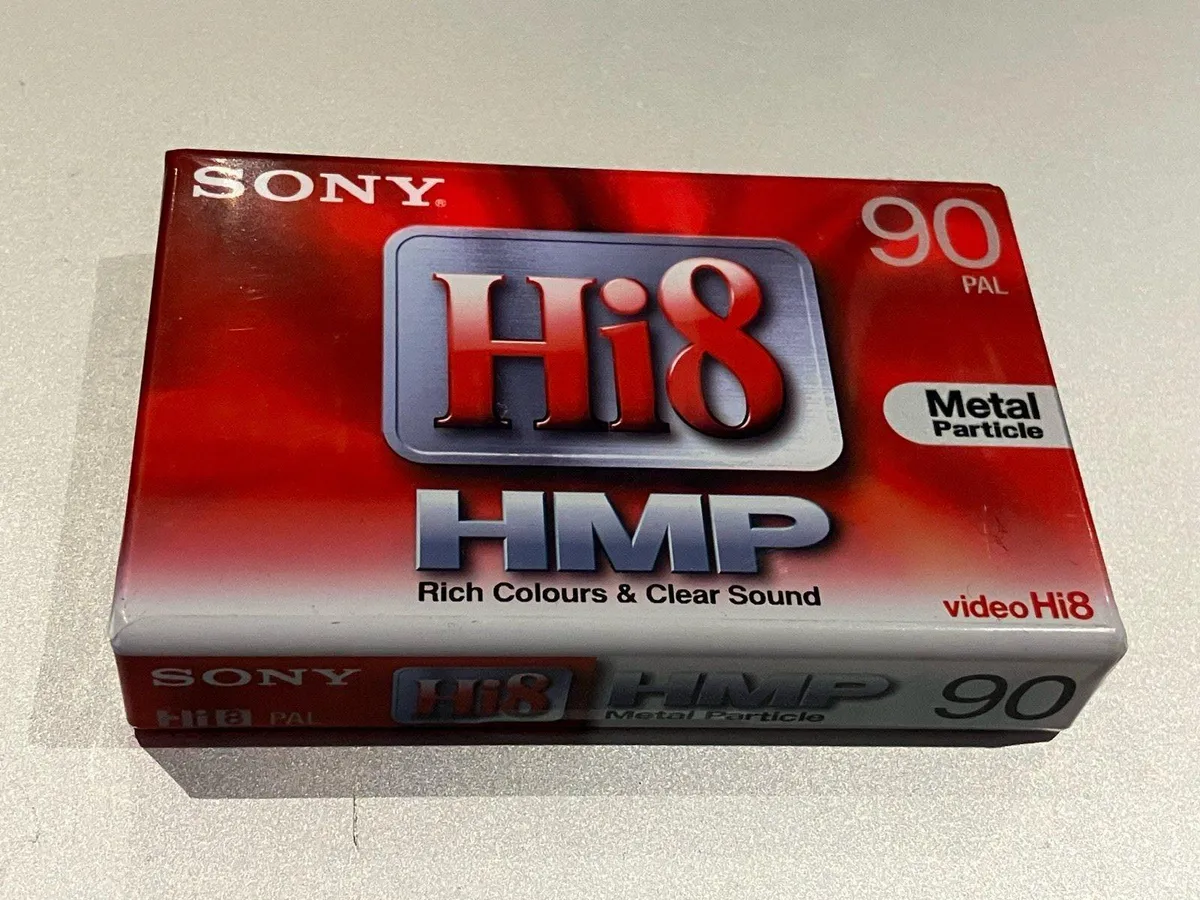 SONY®
90
PAL
Hi8
Metal
Particle
HMP
Rich Colours & Clear Sound
video Hi8
SONY
Hi8 PAL
Hi8
HMP
Metal Particle
90